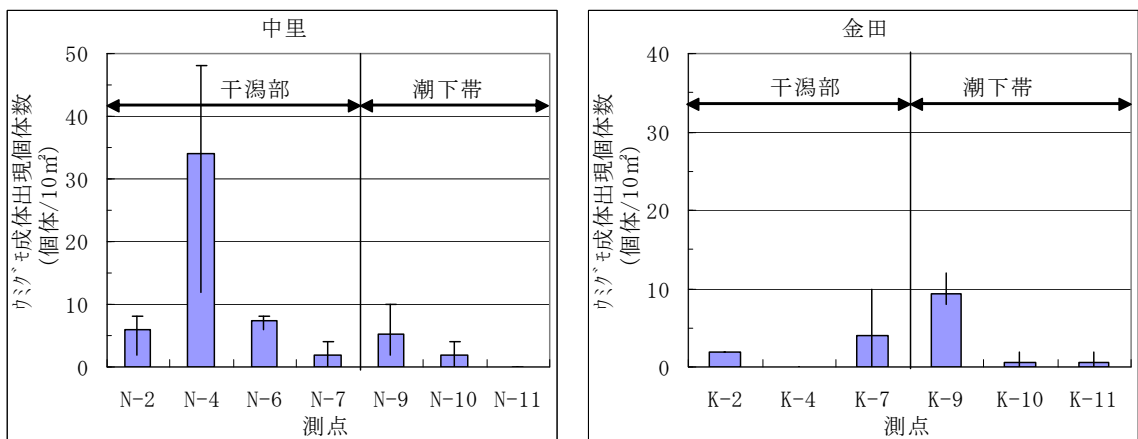 中里
ウミグモ成体出現個体数
(個体/10㎡)
50
40
30
20
10
0
干潟部
潮下帯
N-2 N-4 N-6 N-7 N-9 N-10 N-11
測点
金田
ウミグモ成体出現個体数
(個体/10㎡)
40
30
20
10
0
干潟部
潮下帯
K-2 K-4 K-7 K-9 K-10 K-11
測点